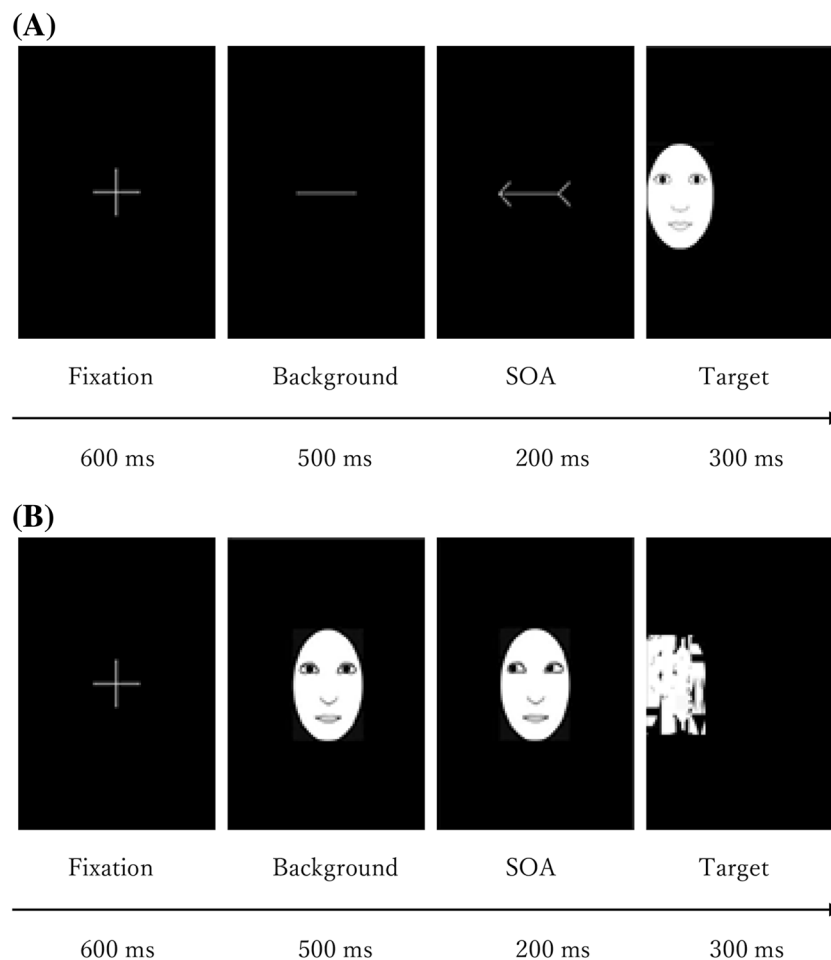 (A)
Fixation Background SOA Target
600 ms 500 ms 200 ms 300 ms
(B)
Fixation Background SOA Target
600 ms 500 ms 200 ms 300 ms